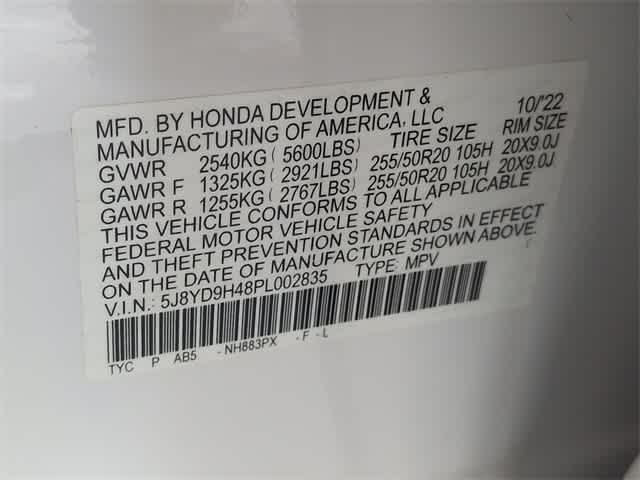 MFD. BY HONDA DEVELOPMENT & 10/'22
MANUFACTURING OF AMERICA, LLC TIRE SIZE RIM SIZE
GVWR 2540KG( 5600LBS)
GAWR F 1325KG( 2921LBS) 255/50R20 105H 20X9.0J
GAWR R 1255KG( 2767LBS) 255/50R20 105H 20X9.0J
THIS VEHICLE CONFORMS TO ALL APPLICABLE
FEDERAL MOTOR VEHICLE SAFETY
AND THEFT PREVENTION STANDARDS IN EFFECT
ON THE DATE OF MANUFACTURE SHOWN ABOVE.
V.I.N.: 5J8YD9H48PL002835 TYPE: MPV
TYC P AB5 -NH883PX -F -L